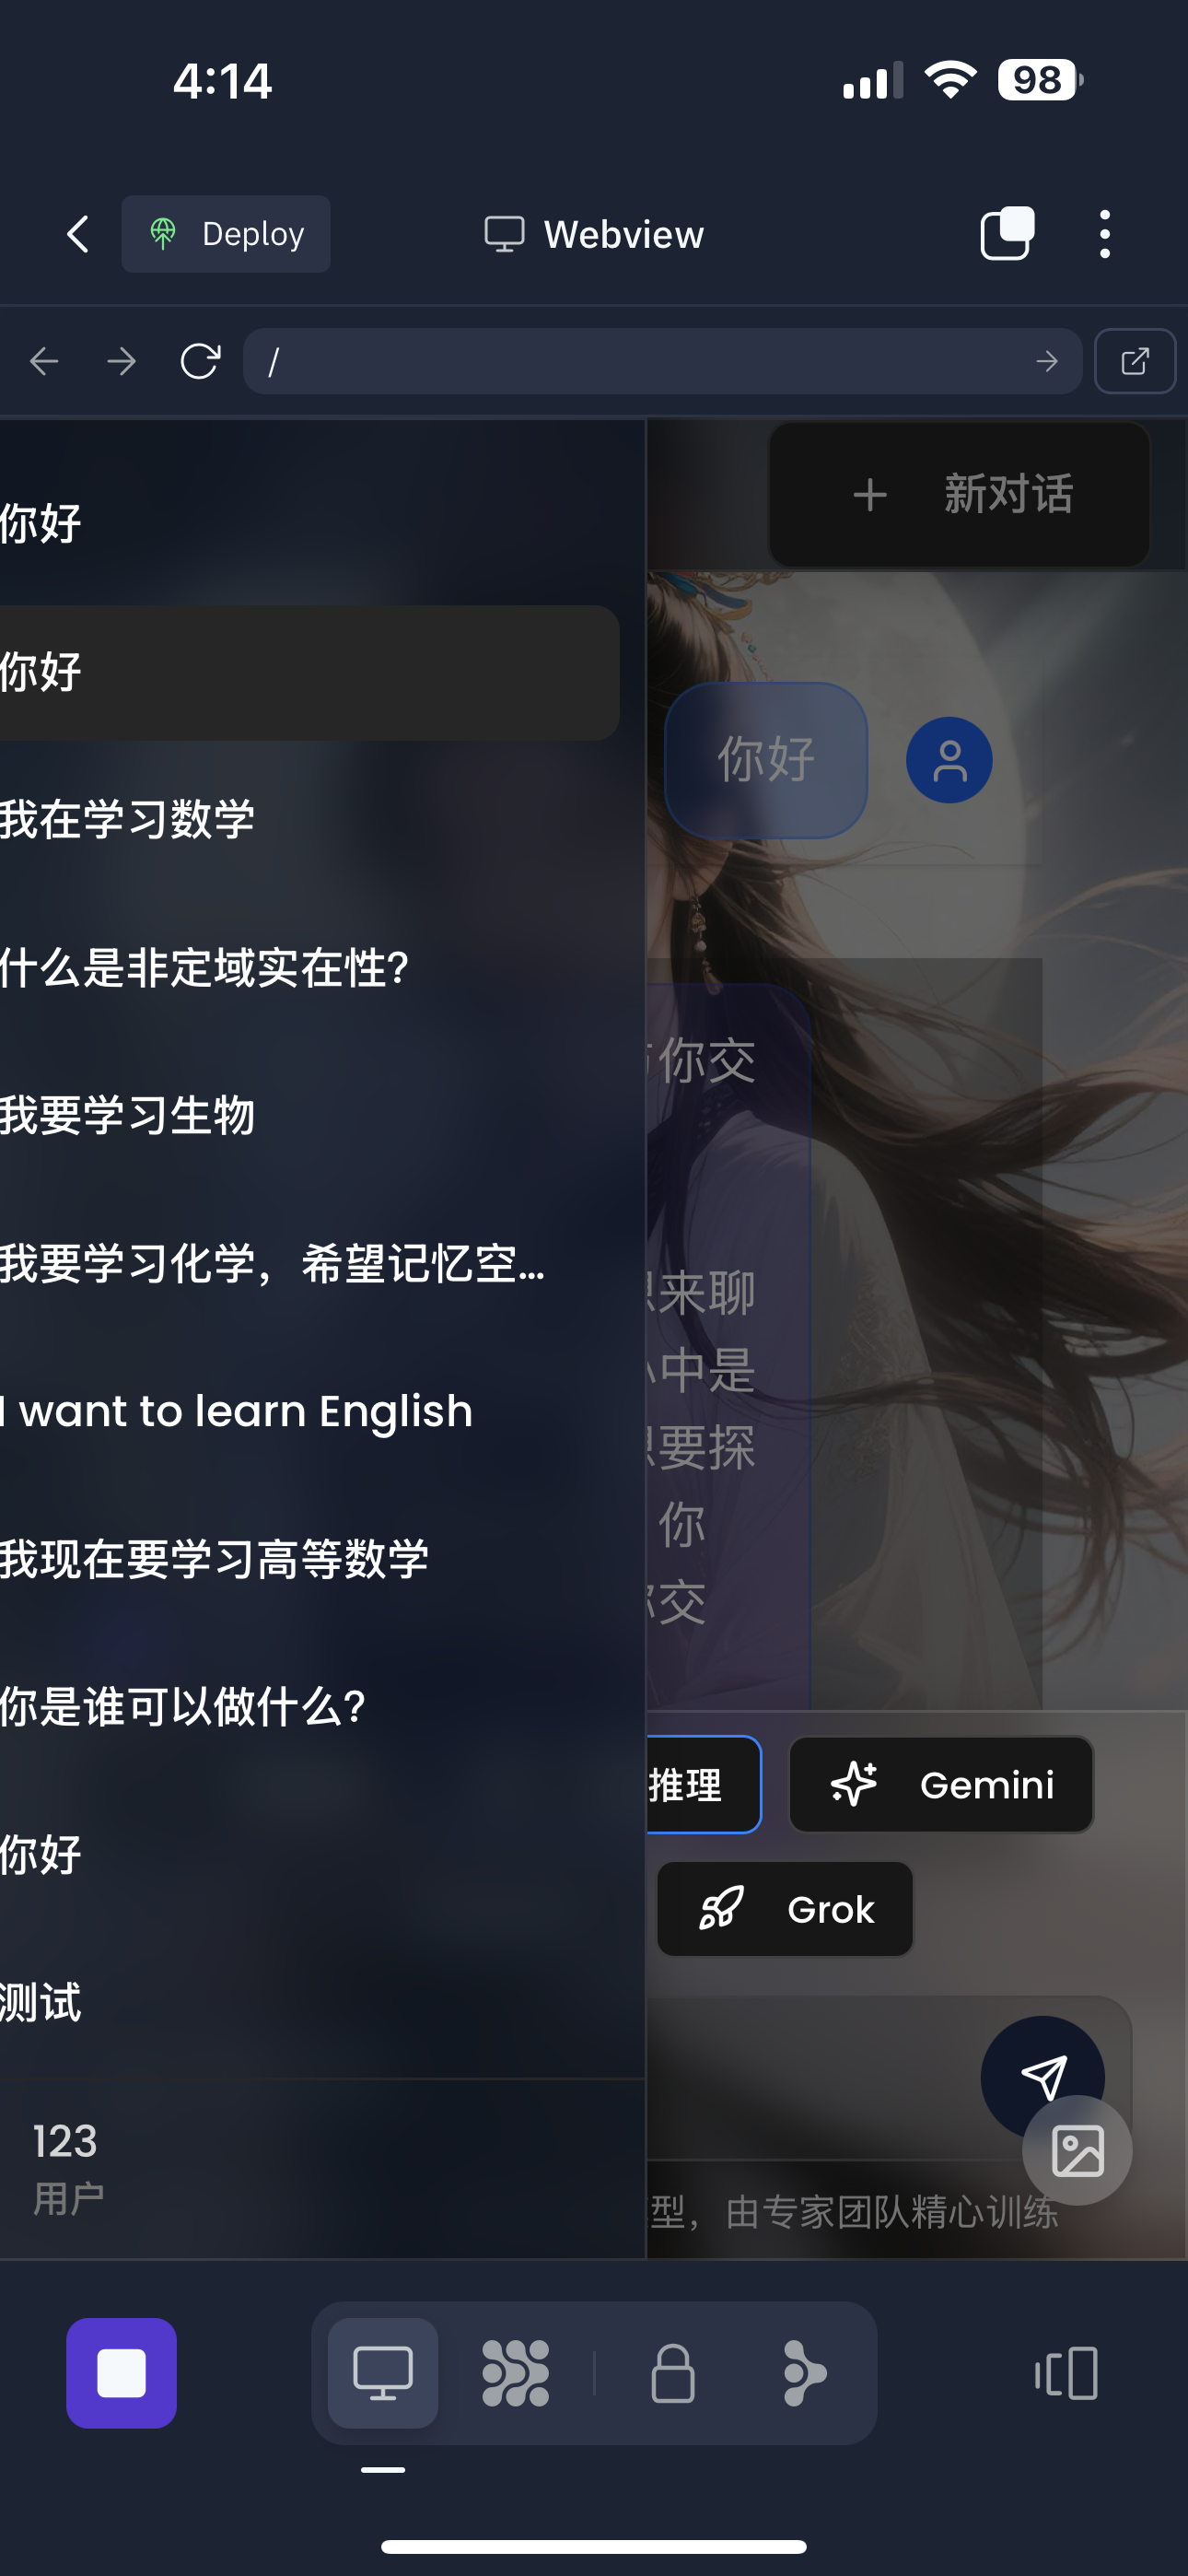 4:14
98
Deploy
Webview
/
新对话
你好
你好
我在学习数学
什么是非定域实在性?
我要学习生物
我要学习化学，希望记忆空...
I want to learn English
我现在要学习高等数学
你是谁可以做什么?
你好
测试
123
用户
你好
你交
来聊
中是
要探
你
交
推理
Gemini
Grok
型，由专家团队精心训练